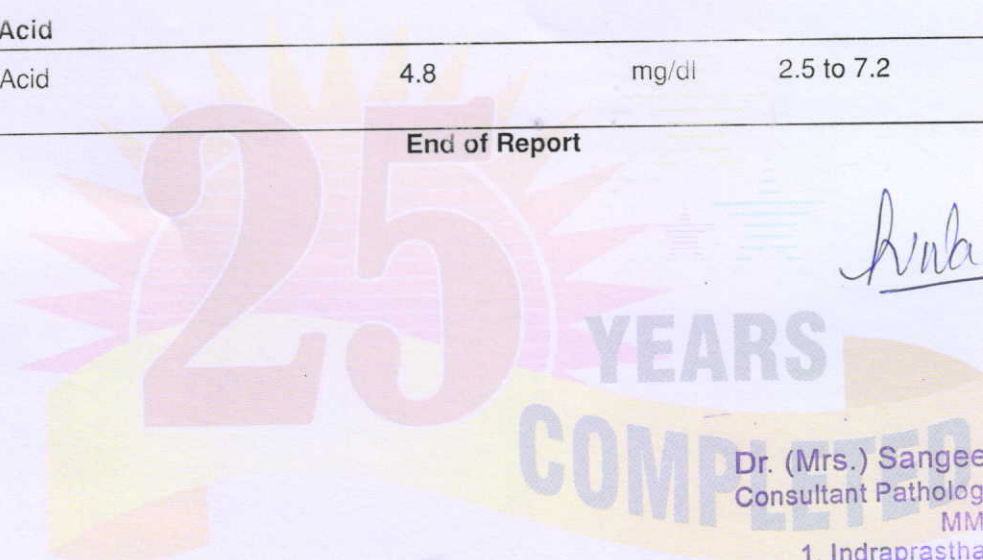 Acid
Acid 4.8 mg/dl 2.5 to 7.2
End of Report
25
YEARS
COMPLETED
Dr. (Mrs.) Sangee
Consultant Patholog
MM
1, Indraprastha